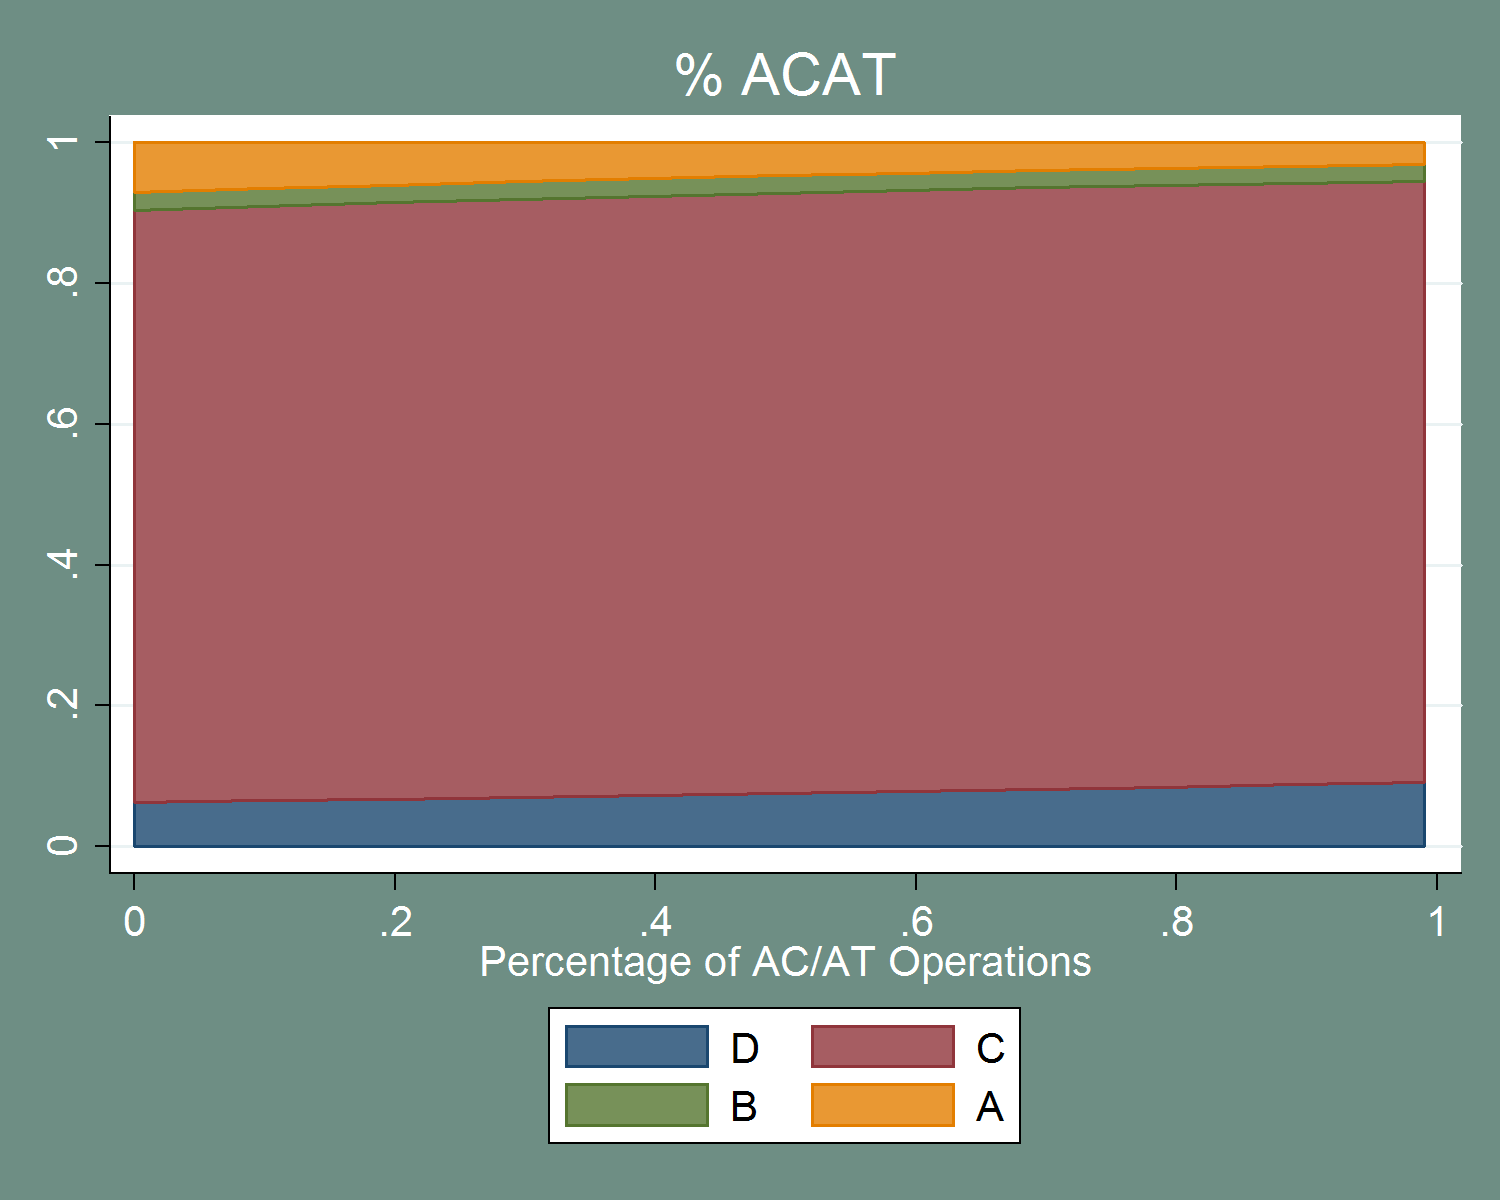 % ACAT
1
.8
.6
.4
.2
0
0 .2 .4 .6 .8 1
Percentage of AC/AT Operations
D C
B A